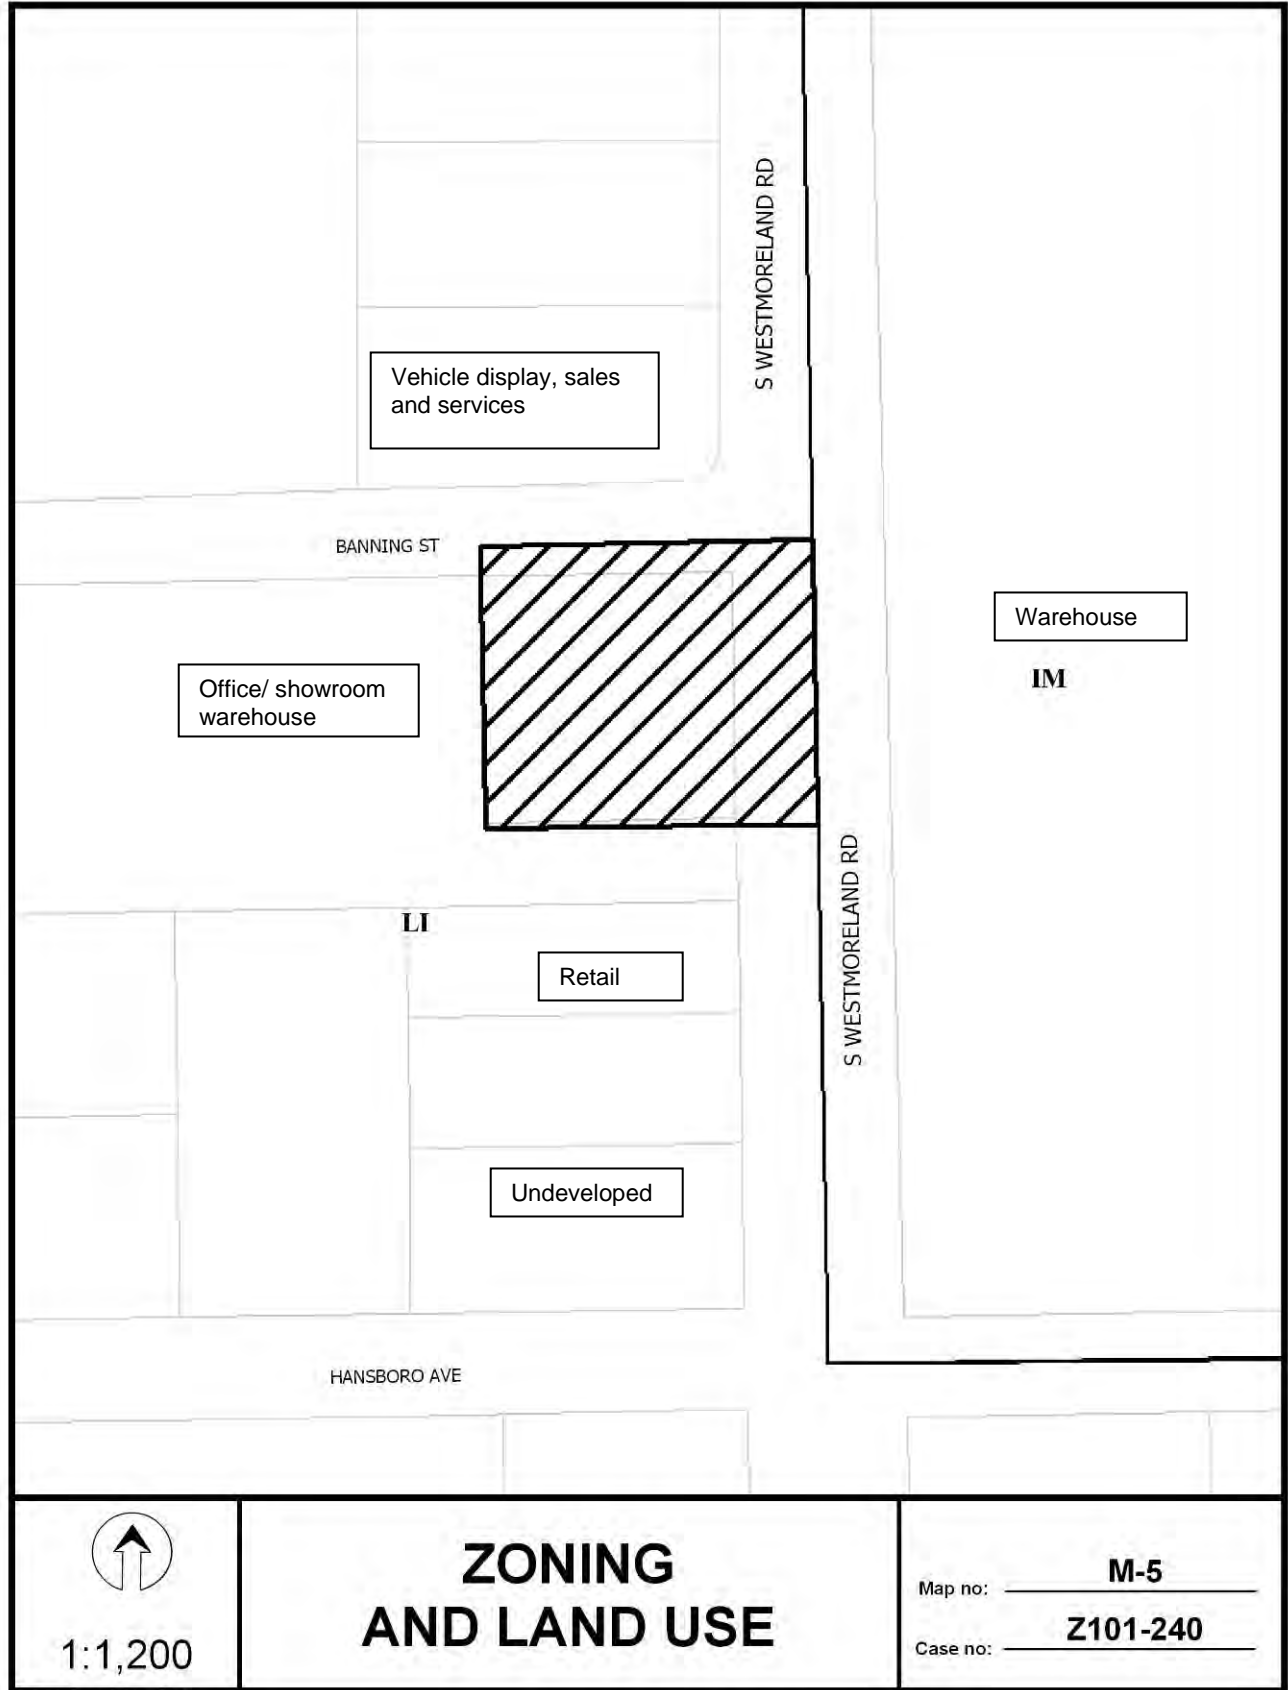 S WESTMORELAND RD
Vehicle display, sales
and services
BANNING ST
Warehouse
IM
Office/ showroom
warehouse
S WESTMORELAND RD
LI
Retail
Undeveloped
HANSBORO AVE
1:1,200
ZONING
AND LAND USE
Map no: M-5
Case no: Z101-240